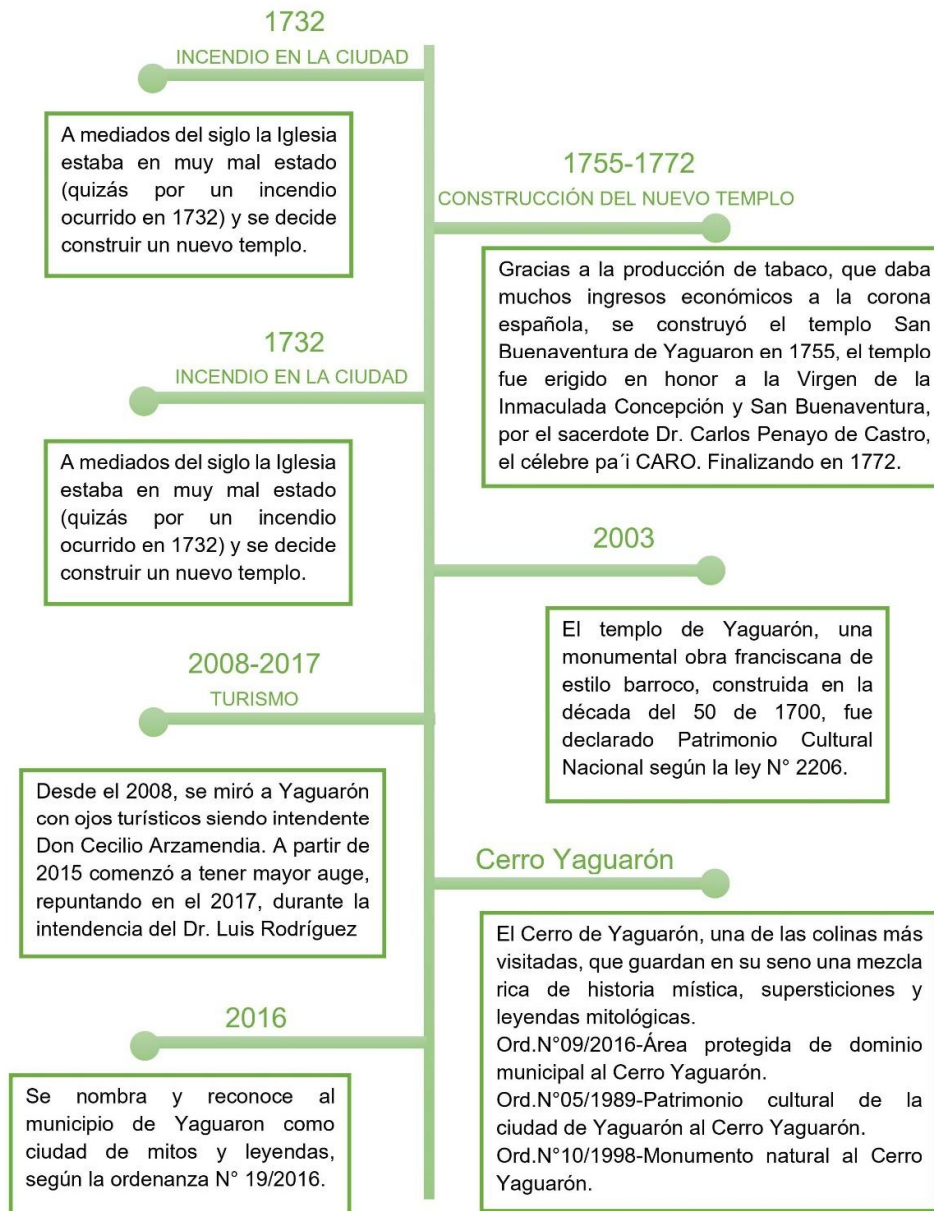 1732
INCENDIO EN LA CIUDAD
A mediados del siglo la Iglesia
estaba en muy mal estado
(quizás por un incendio
ocurrido en 1732) y se decide
construir un nuevo templo.
1755-1772
CONSTRUCCIÓN DEL NUEVO TEMPLO
Gracias a la producción de tabaco, que daba
muchos ingresos económicos a la corona
española, se construyó el templo San
Buenaventura de Yaguaron en 1755, el templo
fue erigido en honor a la Virgen de la
Inmaculada Concepción y San Buenaventura,
por el sacerdote Dr. Carlos Penayo de Castro,
el célebre pa´i CARO. Finalizando en 1772.
1732
INCENDIO EN LA CIUDAD
A mediados del siglo la Iglesia
estaba en muy mal estado
(quizás por un incendio
ocurrido en 1732) y se decide
construir un nuevo templo.
2003
El templo de Yaguarón, una
monumental obra franciscana de
estilo barroco, construida en la
década del 50 de 1700, fue
declarado Patrimonio Cultural
Nacional según la ley N° 2206.
2008-2017
TURISMO
Desde el 2008, se miró a Yaguarón
con ojos turísticos siendo intendente
Don Cecilio Arzamendia. A partir de
2015 comenzó a tener mayor auge,
repuntando en el 2017, durante la
intendencia del Dr. Luis Rodríguez
Cerro Yaguarón
El Cerro de Yaguarón, una de las colinas más
visitadas, que guardan en su seno una mezcla
rica de historia mística, supersticiones y
leyendas mitológicas.
Ord.N°09/2016-Área protegida de dominio
municipal al Cerro Yaguarón.
Ord.N°05/1989-Patrimonio cultural de la
ciudad de Yaguarón al Cerro Yaguarón.
Ord.N°10/1998-Monumento natural al Cerro
Yaguarón.
2016
Se nombra y reconoce al
municipio de Yaguaron como
ciudad de mitos y leyendas,
según la ordenanza N° 19/2016.